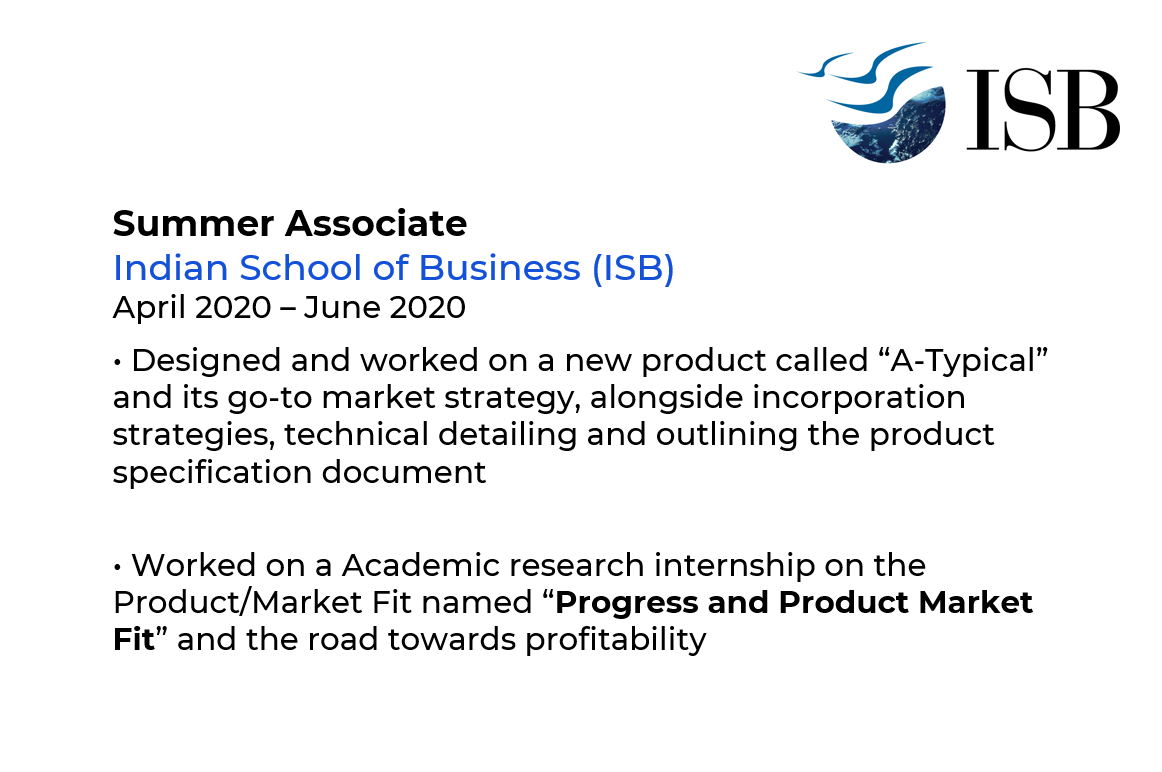 ISB
Summer Associate
Indian School of Business (ISB)
April 2020 – June 2020
• Designed and worked on a new product called “A-Typical”
and its go-to market strategy, alongside incorporation
strategies, technical detailing and outlining the product
specification document
• Worked on a Academic research internship on the
Product/Market Fit named “Progress and Product Market
Fit” and the road towards profitability